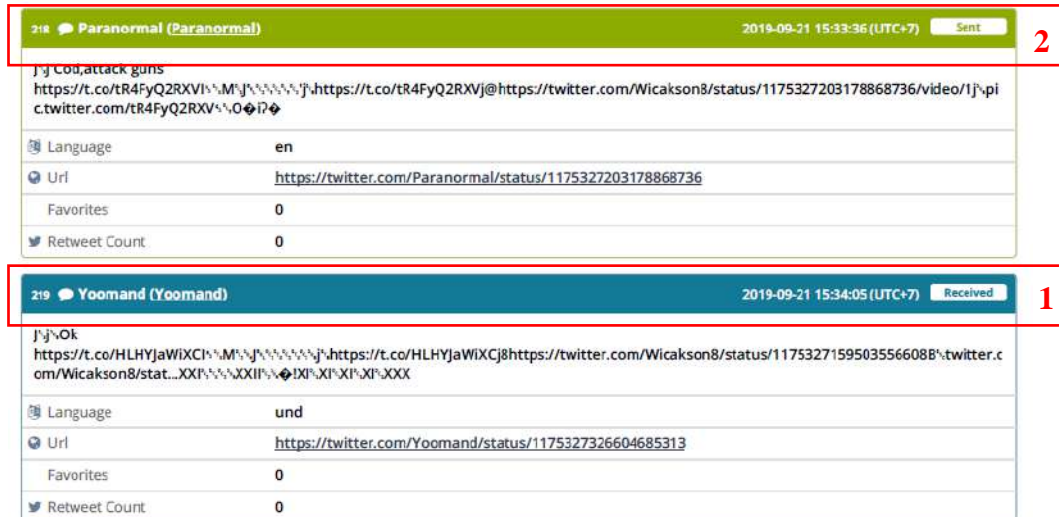 218 Paranormal (Paranormal) 2019-09-21 15:33:36 (UTC+7) Sent
2
Cod,attack guns
https://t.co/tR4FyQ2RXVj@https://twitter.com/Wicakson8/status/1175327203178868736/video/1j pi
c.twitter.com/tR4FyQ2RXV
Language en
Url https://twitter.com/Paranormal/status/1175327203178868736
Favorites 0
Retweet Count 0
219 Yoomand (Yoomand) 2019-09-21 15:34:05 (UTC+7) Received
1
Ok
https://t.co/HLHYJaWiXCj8https://twitter.com/Wicakson8/status/1175327159503556608B twitter.c
om/Wicakson8/stat...
Language und
Url https://twitter.com/Yoomand/status/1175327326604685313
Favorites 0
Retweet Count 0